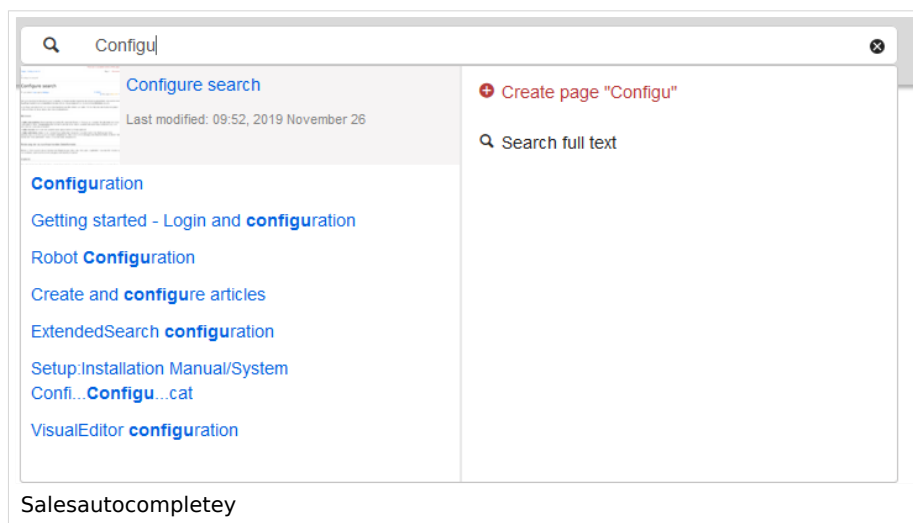 Configu
Configure search
Last modified: 09:52, 2019 November 26
Configuration
Getting started - Login and configuration
Robot Configuration
Create and configure articles
ExtendedSearch configuration
Setup:Installation Manual/System
Confi...Configu...cat
VisualEditor configuration
Create page "Configu"
Search full text
Salesautocompletey